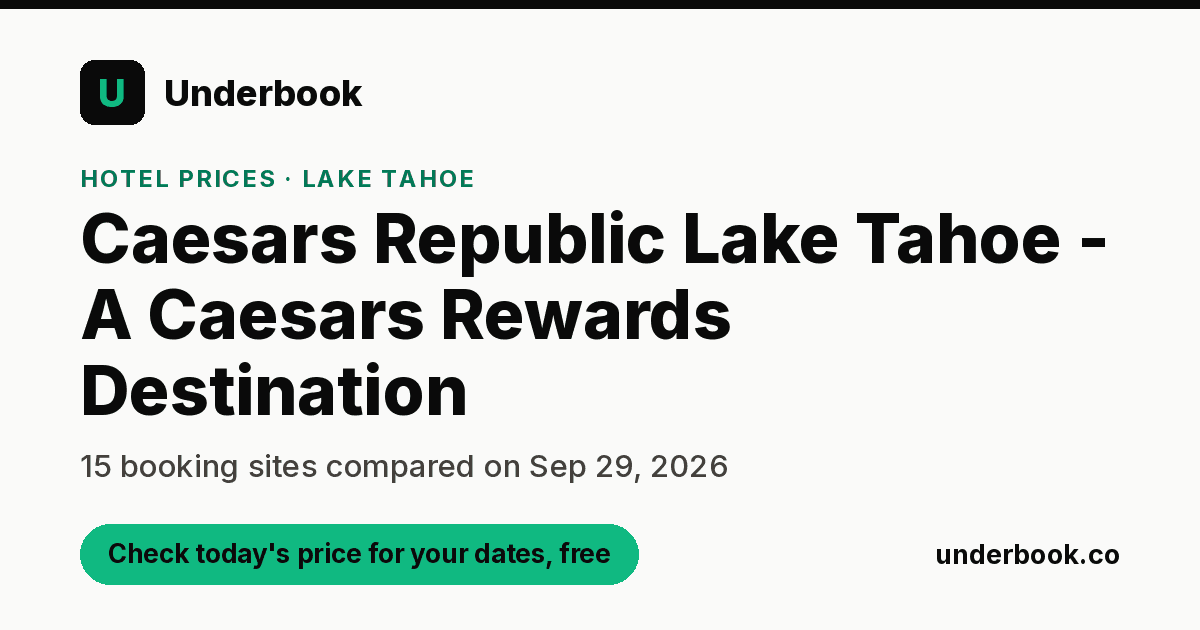 U Underbook
HOTEL PRICES · LAKE TAHOE
Caesars Republic Lake Tahoe -
A Caesars Rewards
Destination
15 booking sites compared on Sep 29, 2026
Check today's price for your dates, free
underbook.co